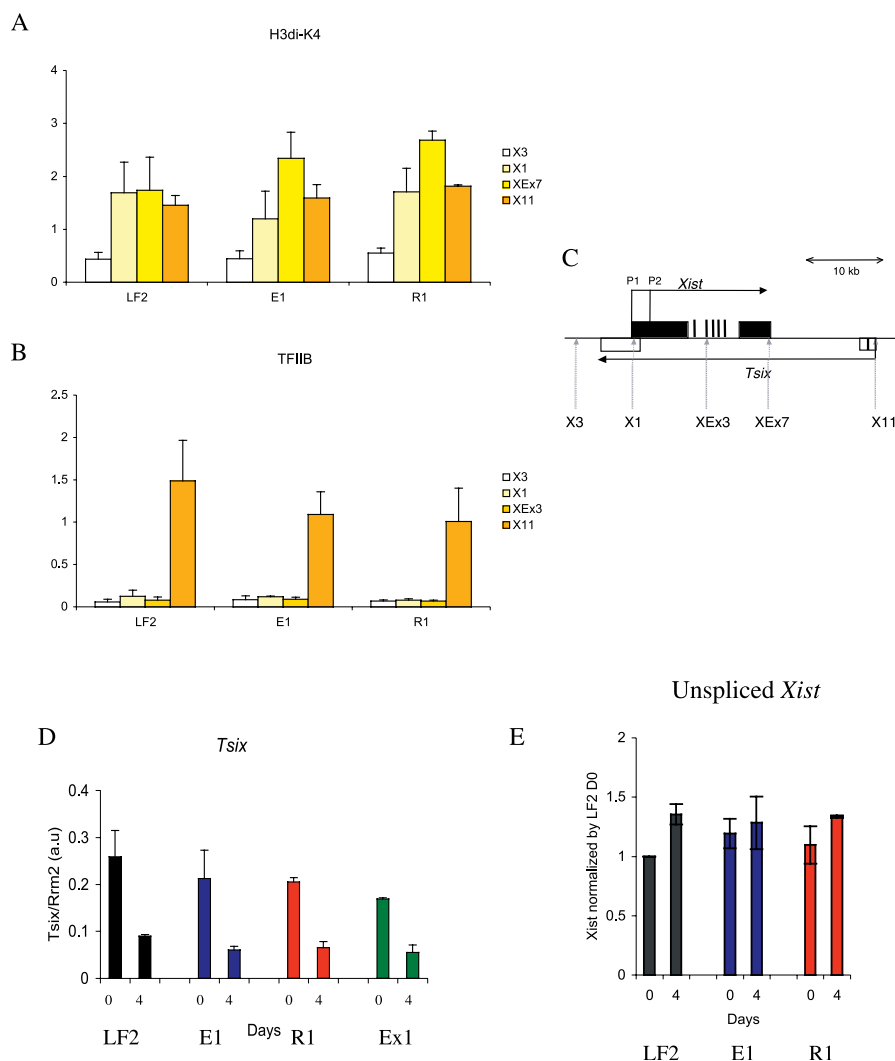 A
H3di-K4
4
3
2
1
0
LF2 E1 R1
X3
X1
XEx7
X11
B
TFIIB
2.5
2
1.5
1
0.5
0
LF2 E1 R1
X3
X1
XEx3
X11
C
10 kb
P1 P2 Xist
Tsix
X3 X1 XEx3 XEx7 X11
D
Tsix
Tsix/Rrm2 (a.u)
0.4
0.3
0.2
0.1
0
0 4 0 4 0 4 0 4
Days
LF2 E1 R1 Ex1
Unspliced Xist
E
Xist normalized by LF2 D0
2
1.5
1
0.5
0
0 4 0 4 0 4
Days
LF2 E1 R1